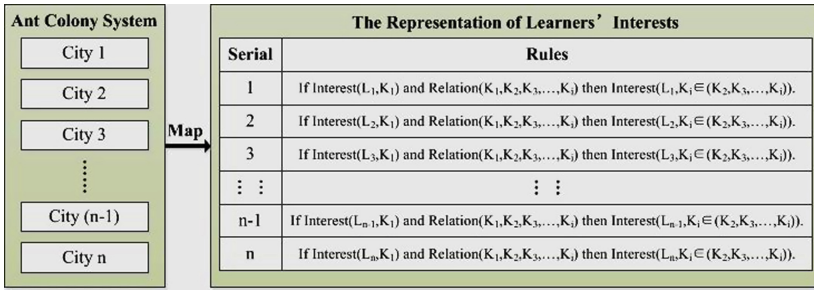 Ant Colony System
City 1
City 2
City 3
City (n-1)
City n
Map
The Representation of Learners’ Interests
Serial Rules
1 If Interest(L₁,K₁) and Relation(K₁,K₂,K₃,…,Kᵢ) then Interest(L₁,Kᵢ∈(K₂,K₃,…,Kᵢ)).
2 If Interest(L₂,K₁) and Relation(K₁,K₂,K₃,…,Kᵢ) then Interest(L₂,Kᵢ∈(K₂,K₃,…,Kᵢ)).
3 If Interest(L₃,K₁) and Relation(K₁,K₂,K₃,…,Kᵢ) then Interest(L₃,Kᵢ∈(K₂,K₃,…,Kᵢ)).
n-1 If Interest(Lₙ₋₁,K₁) and Relation(K₁,K₂,K₃,…,Kᵢ) then Interest(Lₙ₋₁,Kᵢ∈(K₂,K₃,…,Kᵢ)).
n If Interest(Lₙ,K₁) and Relation(K₁,K₂,K₃,…,Kᵢ) then Interest(Lₙ,Kᵢ∈(K₂,K₃,…,Kᵢ)).